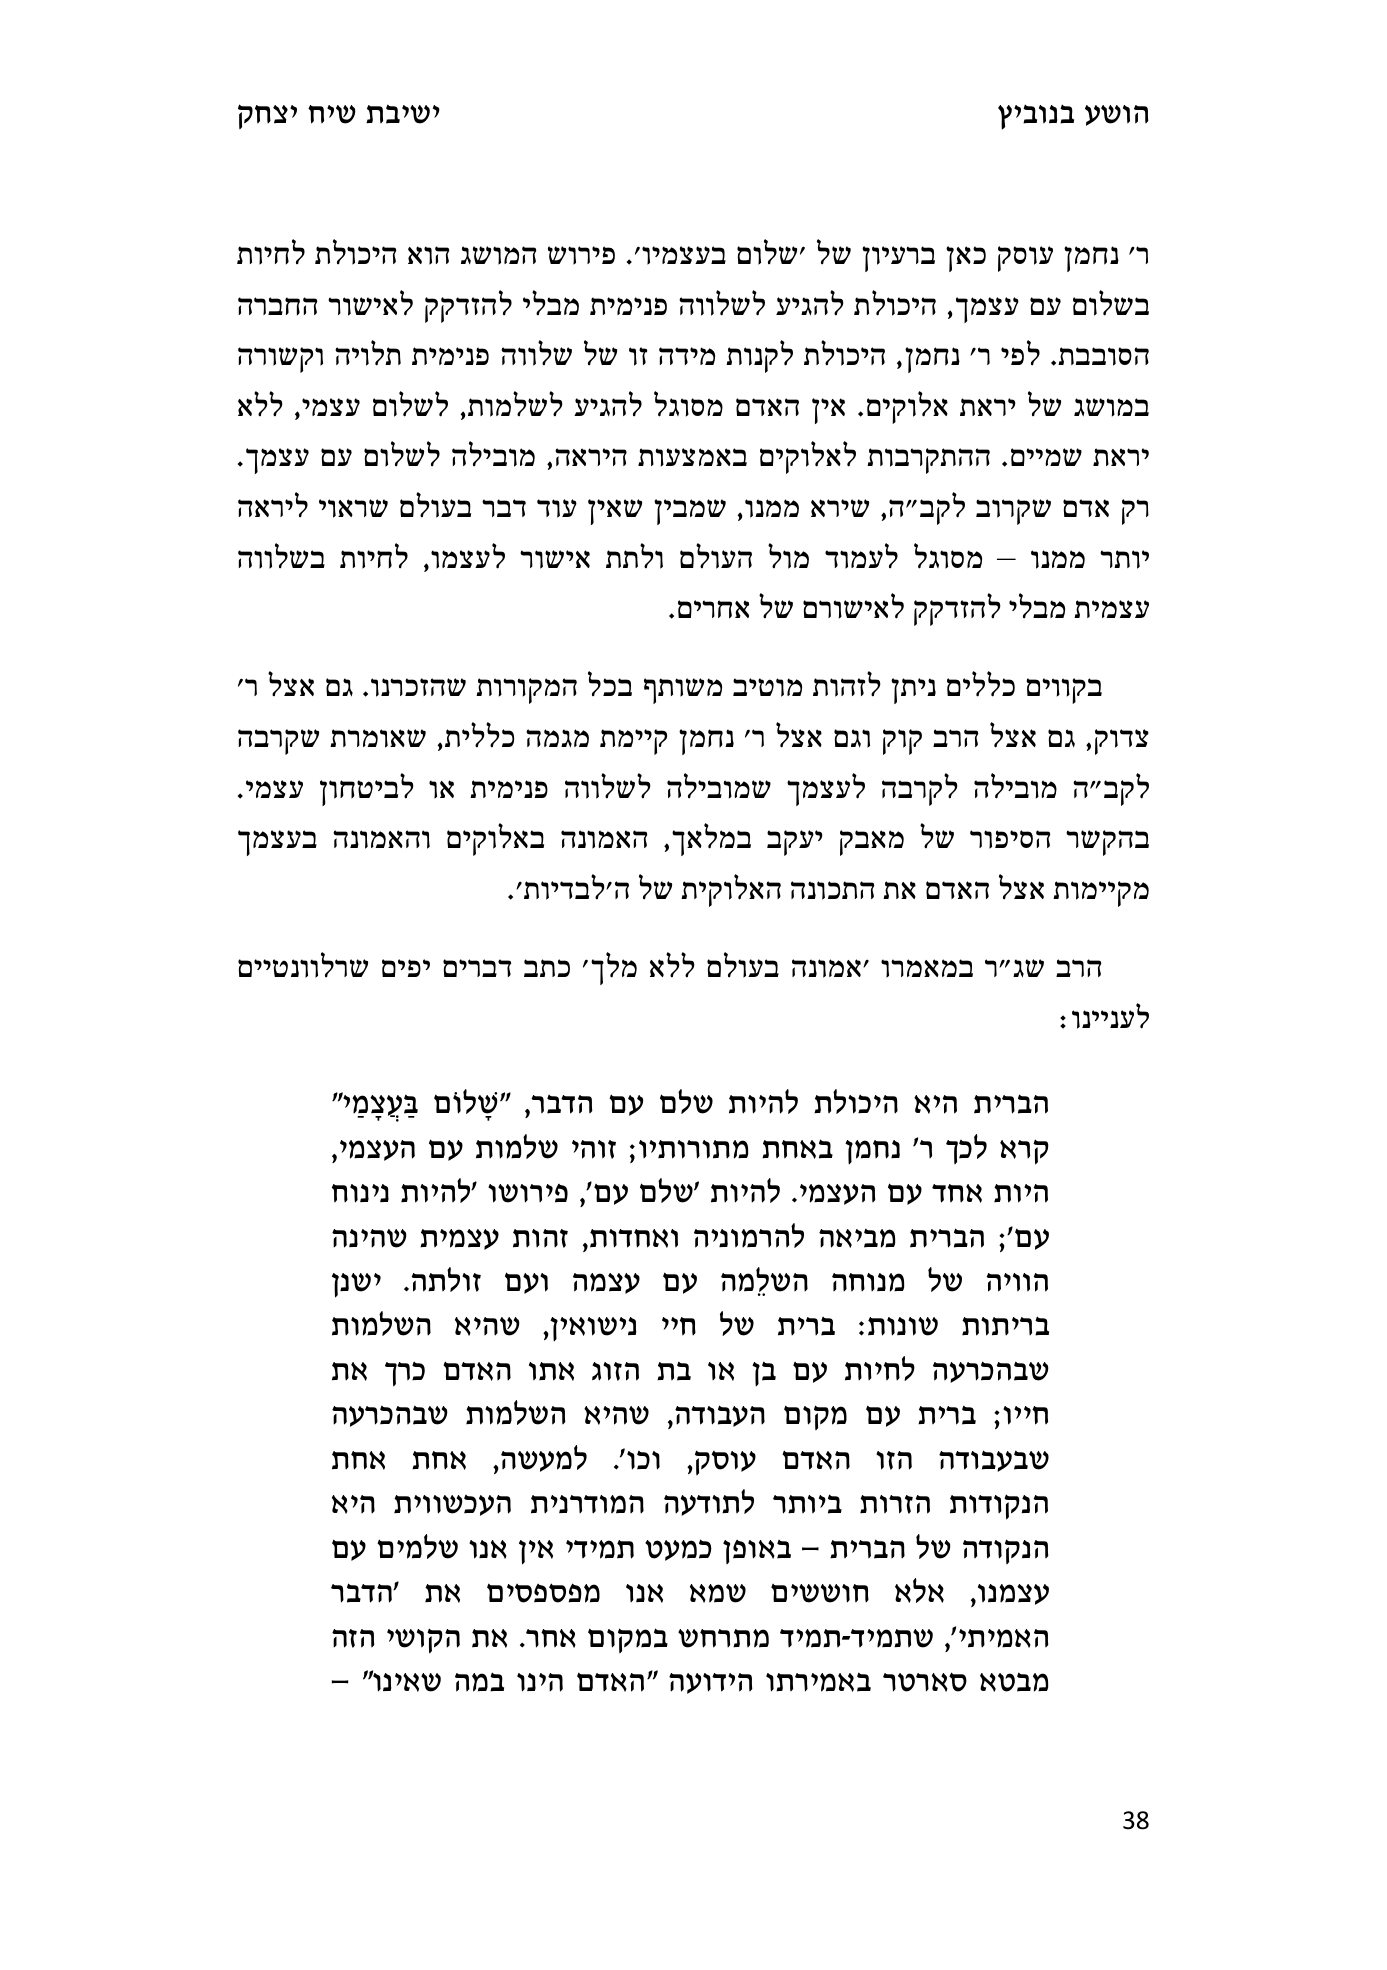 הושע בנוביץ ישיבת שיח יצחק
ר׳ נחמן עוסק כאן ברעיון של ׳שלום בעצמיו׳. פירוש המושג הוא היכולת לחיות
בשלום עם עצמך, היכולת להגיע לשלווה פנימית מבלי להזדקק לאישור החברה
הסובבת. לפי ר׳ נחמן, היכולת לקנות מידה זו של שלווה פנימית תלויה וקשורה
במושג של יראת אלוקים. אין האדם מסוגל להגיע לשלמות, לשלום עצמי, ללא
יראת שמיים. ההתקרבות לאלוקים באמצעות היראה, מובילה לשלום עם עצמך.
רק אדם שקרוב לקב״ה, שירא ממנו, שמבין שאין עוד דבר בעולם שראוי ליראה
יותר ממנו – מסוגל לעמוד מול העולם ולתת אישור לעצמו, לחיות בשלווה
עצמית מבלי להזדקק לאישורם של אחרים.
בקווים כללים ניתן לזהות מוטיב משותף בכל המקורות שהזכרנו. גם אצל ר׳
צדוק, גם אצל הרב קוק וגם אצל ר׳ נחמן קיימת מגמה כללית, שאומרת שקרבה
לקב״ה מובילה לקרבה לעצמך שמובילה לשלווה פנימית או לביטחון עצמי.
בהקשר הסיפור של מאבק יעקב במלאך, האמונה באלוקים והאמונה בעצמך
מקיימות אצל האדם את התכונה האלוקית של ה׳לבדיות׳.
הרב שג״ר במאמרו ׳אמונה בעולם ללא מלך׳ כתב דברים יפים שרלוונטיים
לעניינו:
הברית היא היכולת להיות שלם עם הדבר, ״שָׁלוֹם בַּעֲצָמַי״
קרא לכך ר׳ נחמן באחת מתורותיו; זוהי שלמות עם העצמי,
היות אחד עם העצמי. להיות ׳שלם עם׳, פירושו ׳להיות נינוח
עם׳; הברית מביאה להרמוניה ואחדות, זהות עצמית שהינה
הוויה של מנוחה השלֵמה עם עצמה ועם זולתה. ישנן
בריתות שונות: ברית של חיי נישואין, שהיא השלמות
שבהכרעה לחיות עם בן או בת הזוג אתו האדם כרך את
חייו; ברית עם מקום העבודה, שהיא השלמות שבהכרעה
שבעבודה הזו האדם עוסק, וכו׳. למעשה, אחת אחת
הנקודות הזרות ביותר לתודעה המודרנית העכשווית היא
הנקודה של הברית – באופן כמעט תמידי אין אנו שלמים עם
עצמנו, אלא חוששים שמא אנו מפספסים את ׳הדבר
האמיתי׳, שתמיד-תמיד מתרחש במקום אחר. את הקושי הזה
מבטא סארטר באמירתו הידועה ״האדם הינו במה שאינו״ –
38